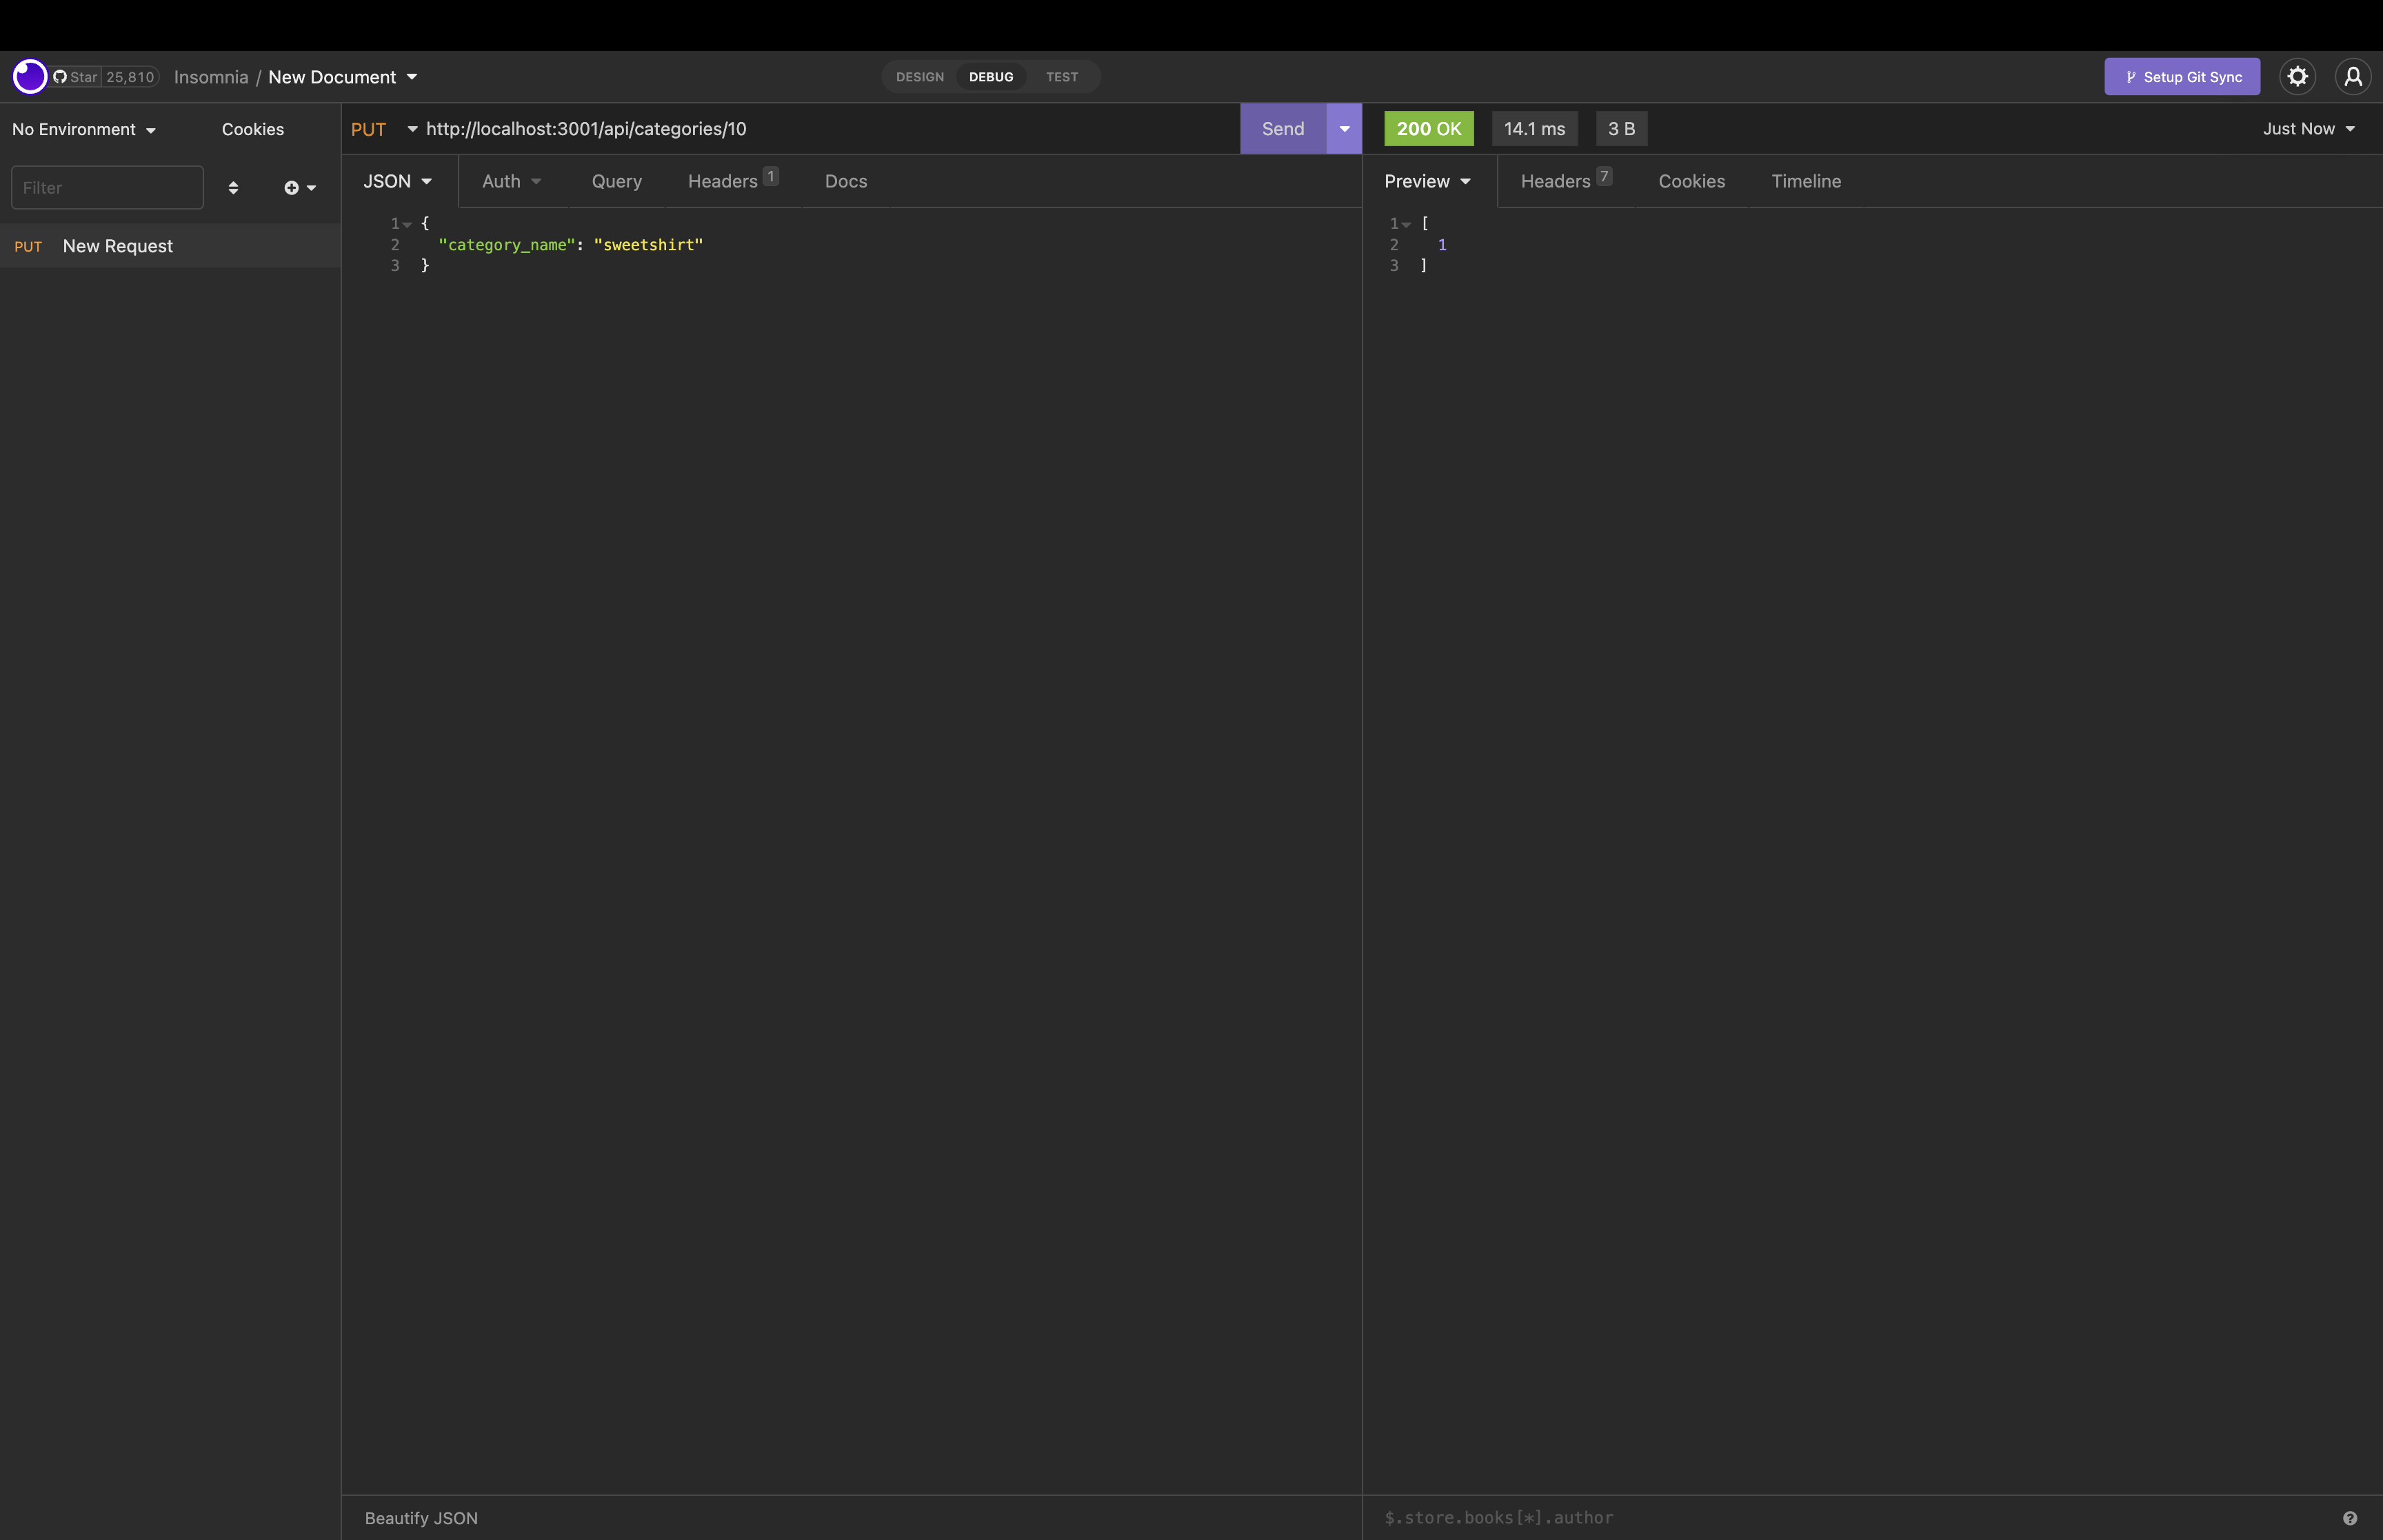 Star 25,810 Insomnia / New Document
DESIGN DEBUG TEST
Setup Git Sync
No Environment Cookies
Filter
PUT New Request
PUT http://localhost:3001/api/categories/10 Send
JSON Auth Query Headers 1 Docs
1 {
2 "category_name": "sweetshirt"
3 }
Beautify JSON
200 OK 14.1 ms 3 B Just Now
Preview Headers 7 Cookies Timeline
1 [
2 1
3 ]
$.store.books[*].author ?